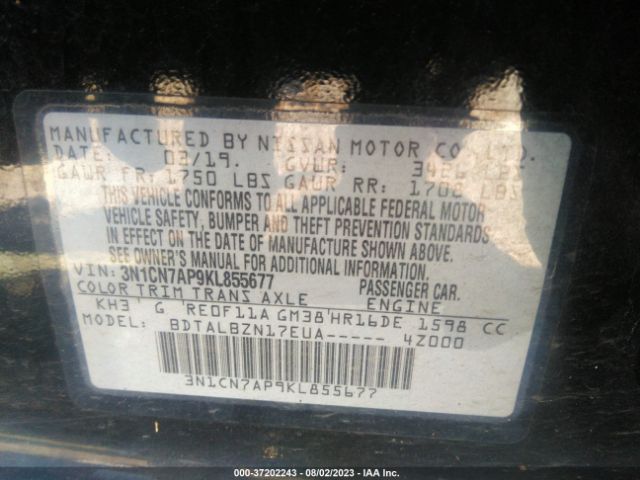 MANUFACTURED BY NISSAN MOTOR CO., LTD.
DATE: 03/19. GVWR: LBS
GAWR FR: 1750 LBS GAWR RR: 1702 LBS
THIS VEHICLE CONFORMS TO ALL APPLICABLE FEDERAL MOTOR
VEHICLE SAFETY, BUMPER AND THEFT PREVENTION STANDARDS
IN EFFECT ON THE DATE OF MANUFACTURE SHOWN ABOVE.
SEE OWNER'S MANUAL FOR ADDITIONAL INFORMATION.
VIN: 3N1CN7AP9KL855677 PASSENGER CAR.
COLOR TRIM TRANS AXLE ENGINE
KH3 G RE0F11A GM38 HR16DE 1598 CC
MODEL: BDTALBZN17EUA----- 4Z000
3N1CN7AP9KL855677
000-37202243 - 08/02/2023 - IAA Inc.